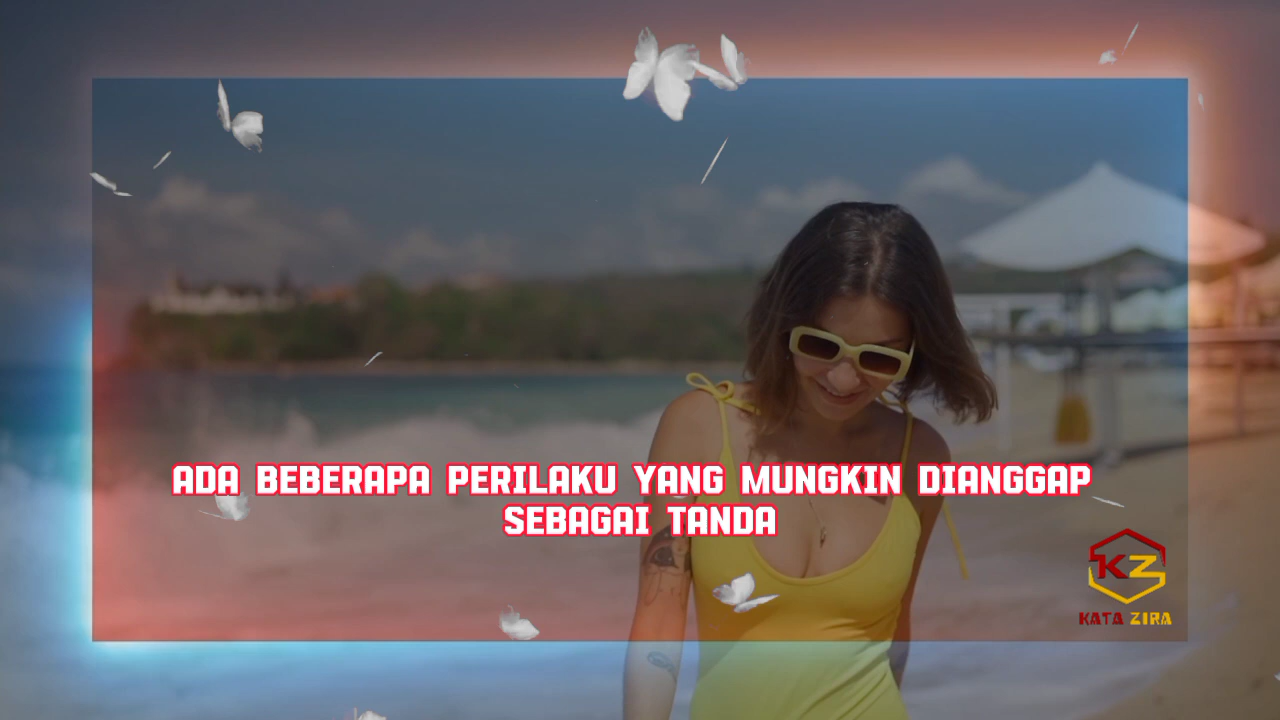 ADA BEBERAPA PERILAKU YANG MUNGKIN DIANGGAP
SEBAGAI TANDA
KZ
KATA ZIRA